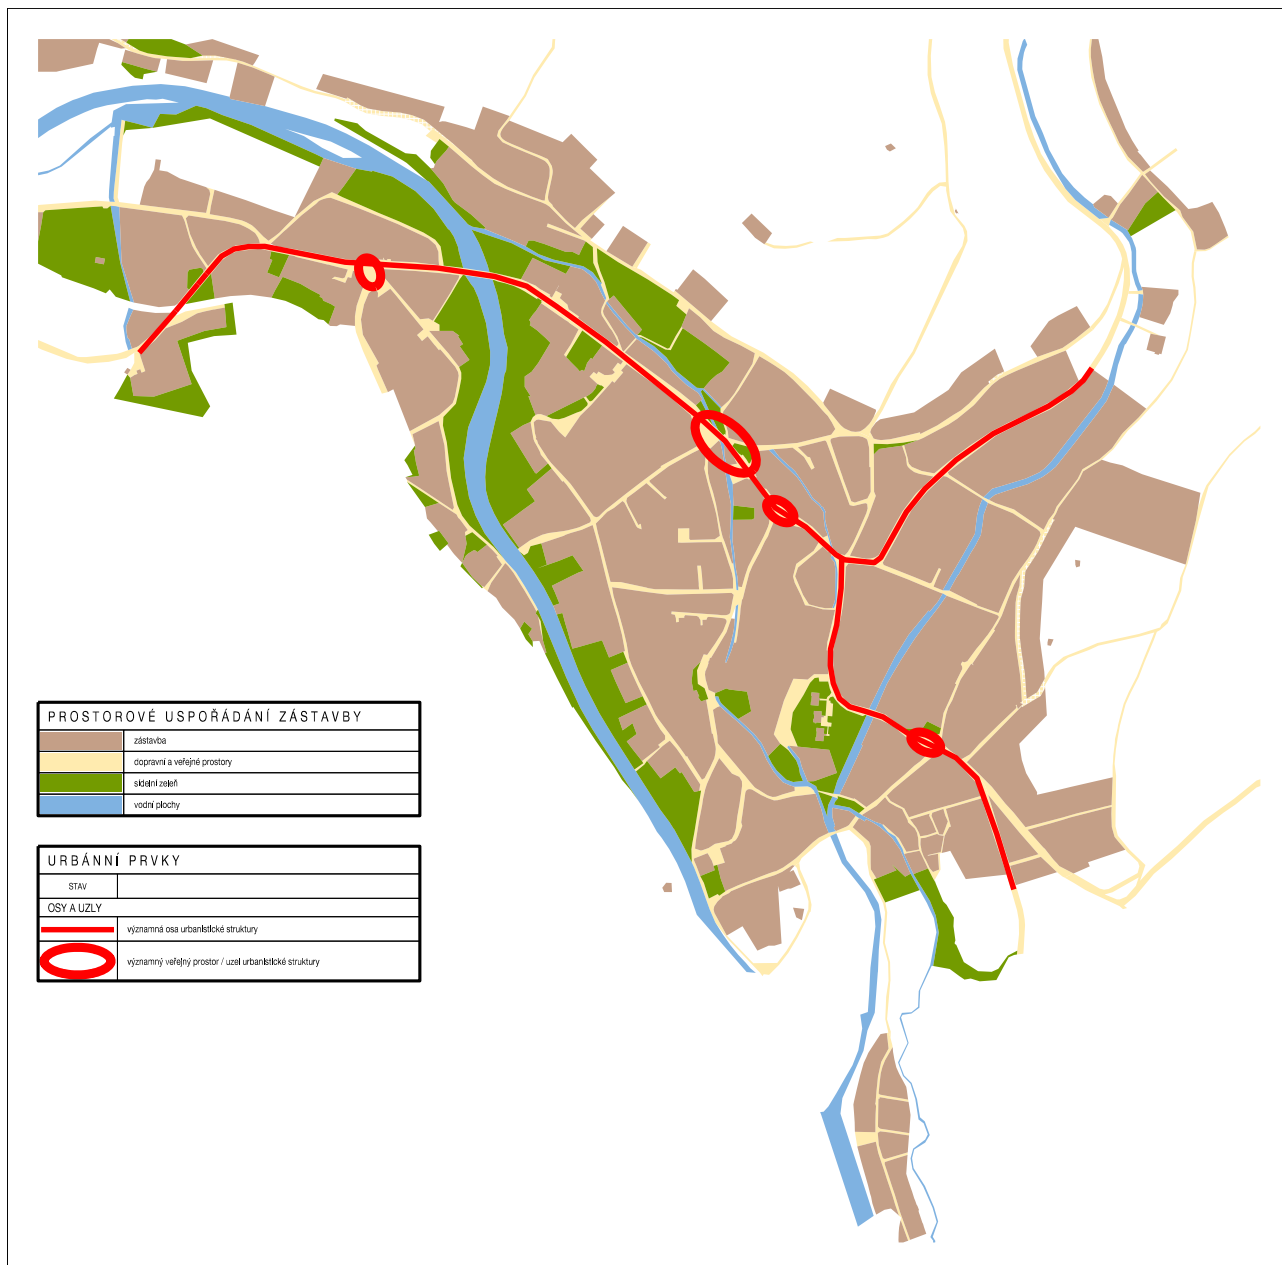 PROSTOROVÉ USPOŘÁDÁNÍ ZÁSTAVBY
zástavba
dopravní a veřejné prostory
sídelní zeleň
vodní plochy
URBÁNNÍ PRVKY
STAV
OSY A UZLY
významná osa urbanistické struktury
významný veřejný prostor / uzel urbanistické struktury